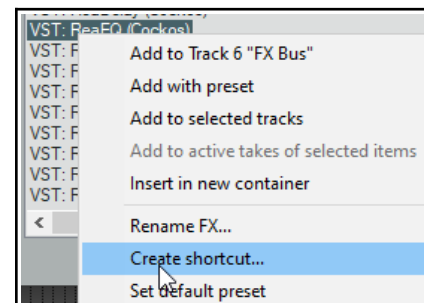 VST: ReaEQ (Cockos)
VST: F
VST: F
VST: F
VST: F
VST: F
VST: F
VST: F
VST: F
Add to Track 6 "FX Bus"
Add with preset
Add to selected tracks
Add to active takes of selected items
Insert in new container
Rename FX...
Create shortcut...
Set default preset